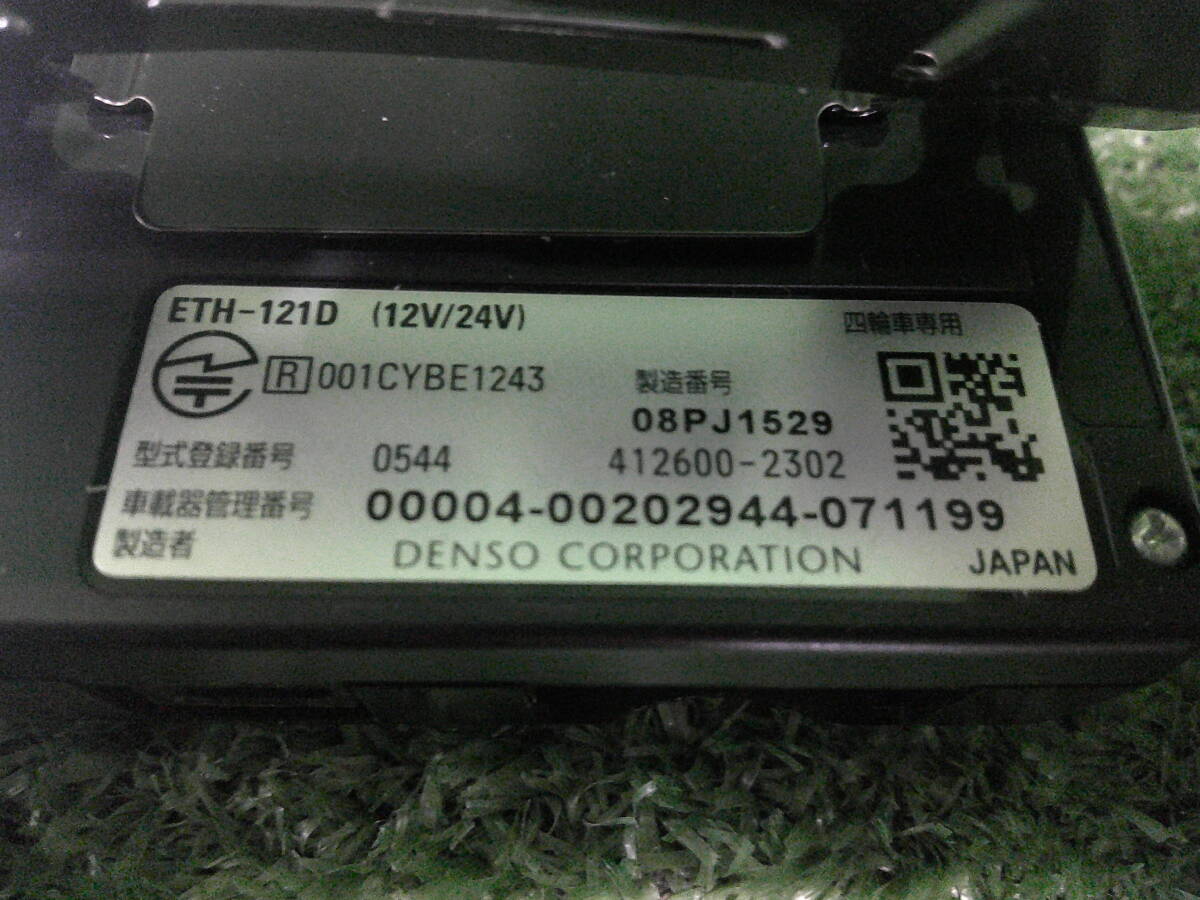 ETH-121D (12V/24V) 四輪車専用
R 001CYBE1243 製造番号
08PJ1529
型式登録番号 0544 412600-2302
車載器管理番号 00004-00202944-071199
製造者 DENSO CORPORATION JAPAN